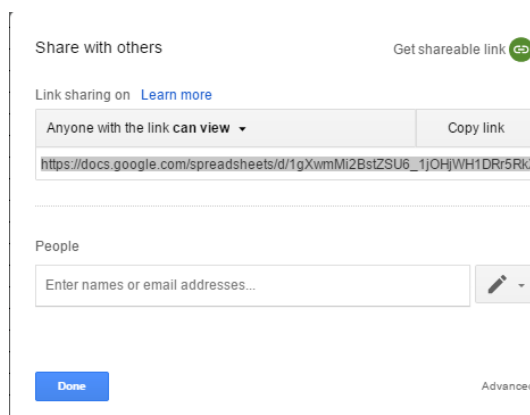 Share with others
Get shareable link
Link sharing on Learn more
Anyone with the link can view
Copy link
https://docs.google.com/spreadsheets/d/1gXwmMi2BstZSU6_1jOHjWH1DRr5Rk
People
Enter names or email addresses...
Done
Advanced